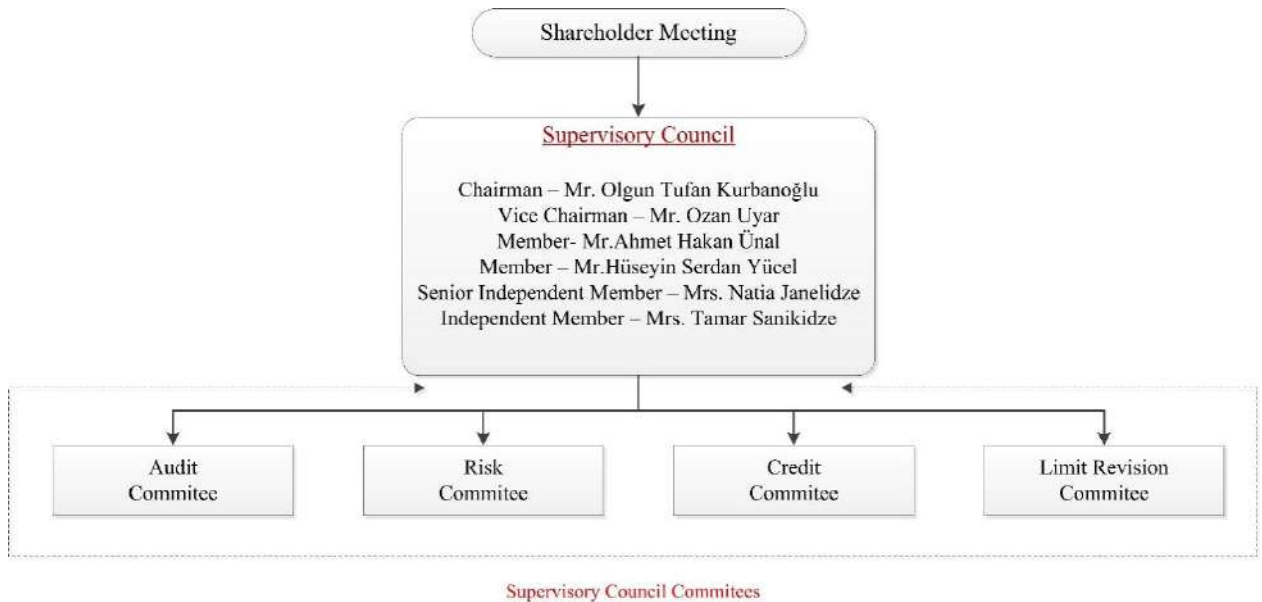 Shareholder Meeting
Supervisory Council
Chairman – Mr. Olgun Tufan Kurbanoğlu
Vice Chairman – Mr. Ozan Uyar
Member- Mr.Ahmet Hakan Ünal
Member – Mr.Hüseyin Serdan Yücel
Senior Independent Member – Mrs. Natia Janelidze
Independent Member – Mrs. Tamar Sanikidze
Audit
Commitee
Risk
Commitee
Credit
Commitee
Limit Revision
Commitee
Supervisory Council Commitees